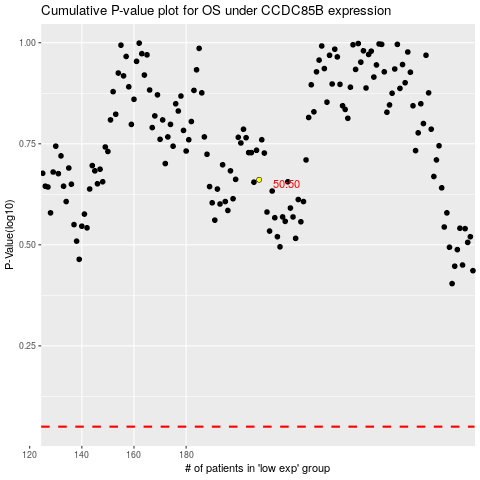 Cumulative P-value plot for OS under CCDC85B expression
P-Value(log10)
1.00
0.75
0.50
0.25
50:50
120 140 160 180
# of patients in 'low exp' group